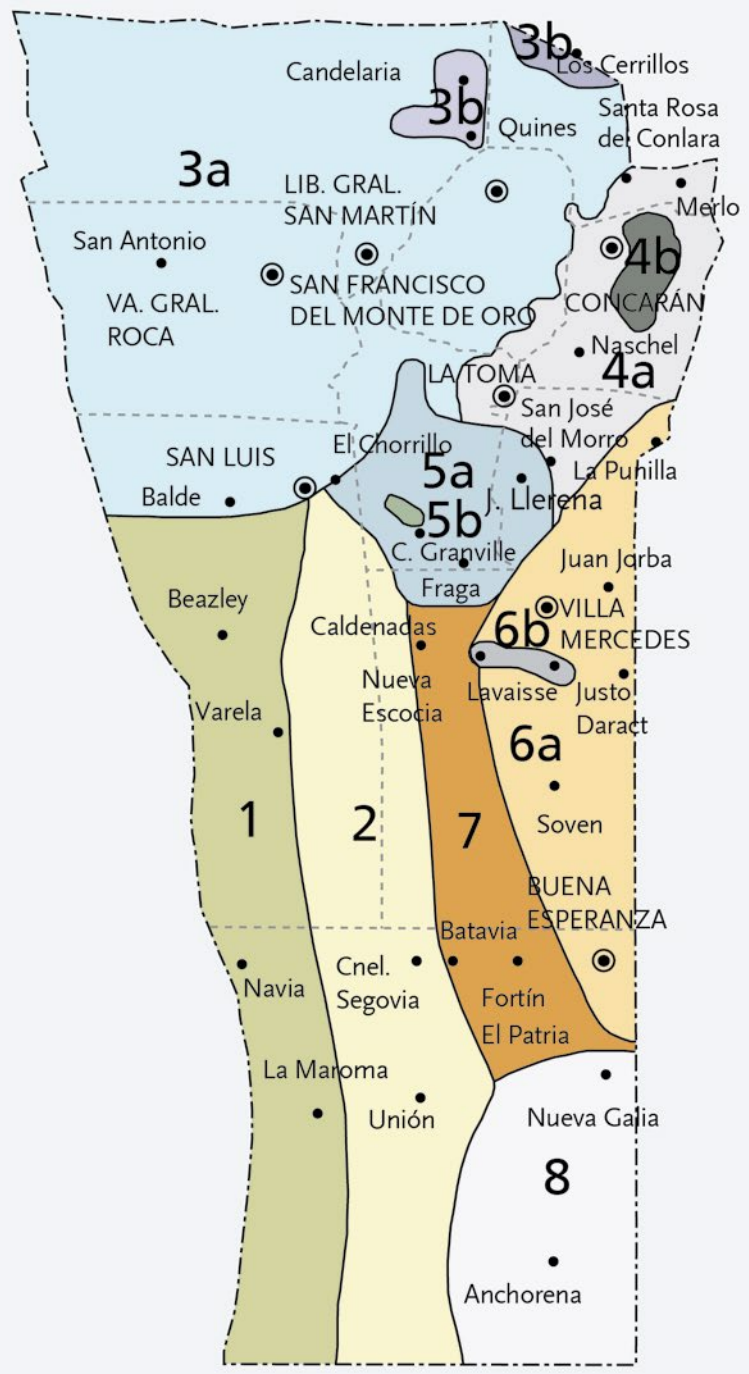 3b
Los Cerrillos
Candelaria
3b
Quines
Santa Rosa
del Conlara
3a
LIB. GRAL.
SAN MARTÍN
Merlo
San Antonio
4b
SAN FRANCISCO
DEL MONTE DE ORO
VA. GRAL.
ROCA
CONCARÁN
Naschel
4a
LA TOMA
San José
del Morro
El Chorrillo
SAN LUIS
5a
La Punilla
Balde
J. Llerena
5b
C. Granville
Juan Jorba
Fraga
Beazley
VILLA
MERCEDES
Caldenadas
6b
Nueva
Escocia
Lavaisse
Justo
Daract
Varela
6a
1
2
7
Soven
BUENA
ESPERANZA
Batavia
Cnel.
Segovia
Navia
Fortín
El Patria
La Maroma
Unión
Nueva Galia
8
Anchorena